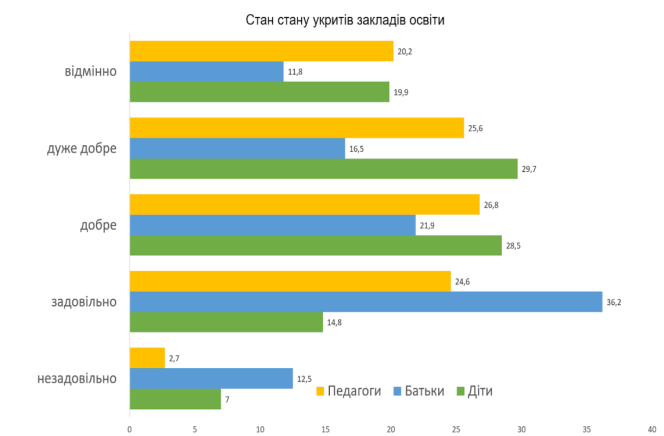 Стан стану укритів закладів освіти
відмінно
20,2
11,8
19,9
дуже добре
25,6
16,5
29,7
добре
26,8
21,9
28,5
задовільно
24,6
36,2
14,8
незадовільно
2,7
12,5
7
Педагоги Батьки Діти
0 5 10 15 20 25 30 35 40